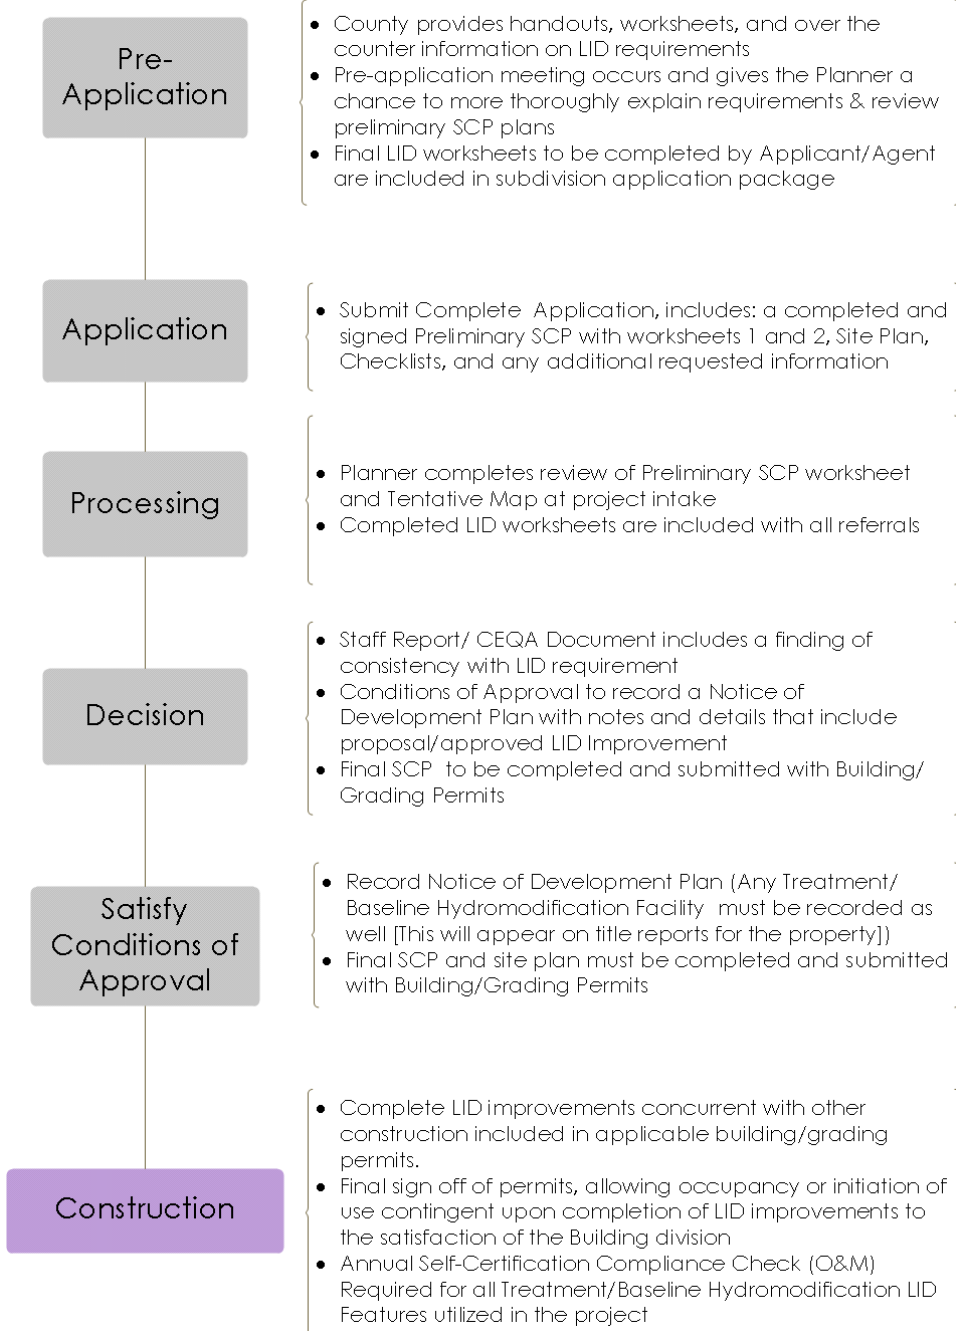 Pre-
Application
• County provides handouts, worksheets, and over the
counter information on LID requirements
• Pre-application meeting occurs and gives the Planner a
chance to more thoroughly explain requirements & review
preliminary SCP plans
• Final LID worksheets to be completed by Applicant/Agent
are included in subdivision application package
Application
• Submit Complete Application, includes: a completed and
signed Preliminary SCP with worksheets 1 and 2, Site Plan,
Checklists, and any additional requested information
Processing
• Planner completes review of Preliminary SCP worksheet
and Tentative Map at project intake
• Completed LID worksheets are included with all referrals
Decision
• Staff Report/ CEQA Document includes a finding of
consistency with LID requirement
• Conditions of Approval to record a Notice of
Development Plan with notes and details that include
proposal/approved LID Improvement
• Final SCP to be completed and submitted with Building/
Grading Permits
Satisfy
Conditions of
Approval
• Record Notice of Development Plan (Any Treatment/
Baseline Hydromodification Facility must be recorded as
well [This will appear on title reports for the property])
• Final SCP and site plan must be completed and submitted
with Building/Grading Permits
Construction
• Complete LID improvements concurrent with other
construction included in applicable building/grading
permits.
• Final sign off of permits, allowing occupancy or initiation of
use contingent upon completion of LID improvements to
the satisfaction of the Building division
• Annual Self-Certification Compliance Check (O&M)
Required for all Treatment/Baseline Hydromodification LID
Features utilized in the project